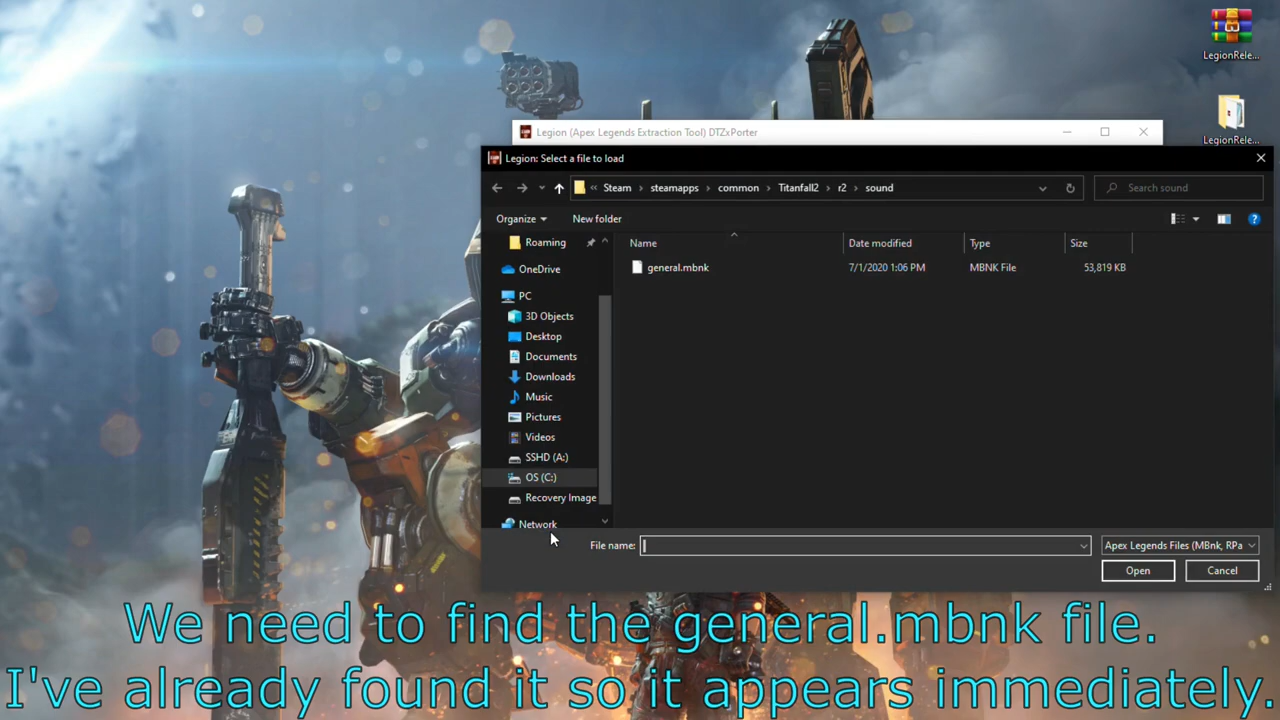 LegionRele...
LegionRele...
Legion (Apex Legends Extraction Tool) DTZxPorter
Legion: Select a file to load
« Steam > steamapps > common > Titanfall2 > r2 > sound
Search sound
Organize
New folder
Name
Date modified
Type
Size
general.mbnk
7/1/2020 1:06 PM
MBNK File
53,819 KB
Roaming
OneDrive
PC
3D Objects
Desktop
Documents
Downloads
Music
Pictures
Videos
SSHD (A:)
OS (C:)
Recovery Image
Network
File name:
Apex Legends Files (MBnk, RPa
Open
Cancel
We need to find the general.mbnk file.
I've already found it so it appears immediately.